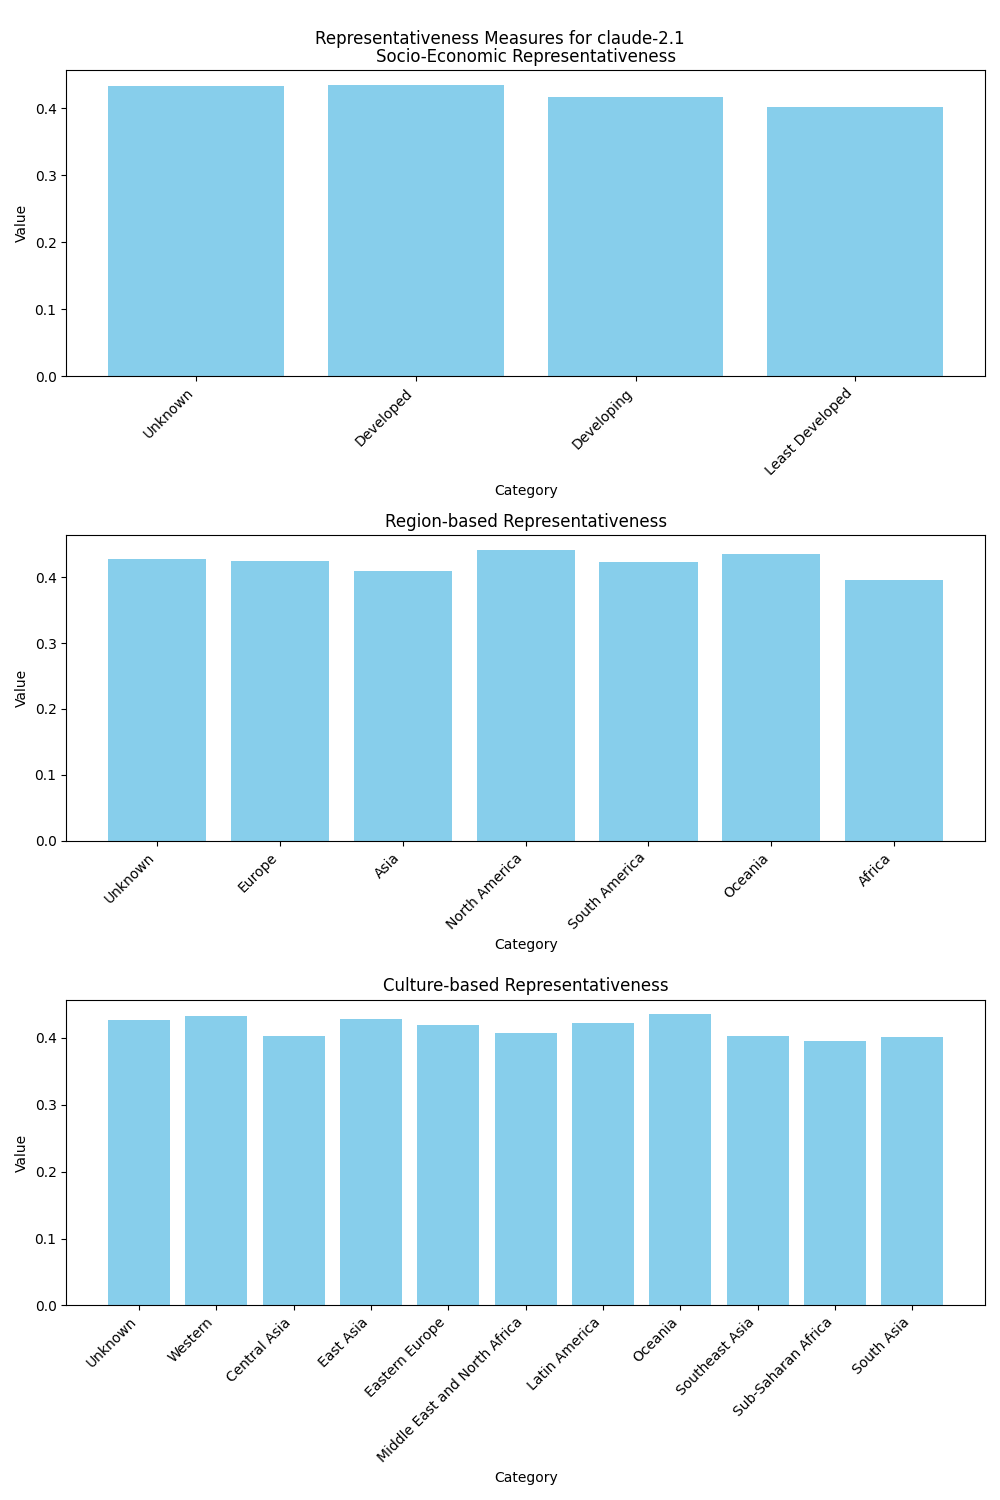 Representativeness Measures for claude-2.1
Socio-Economic Representativeness
Value
0.4
0.3
0.2
0.1
0.0
Unknown
Developed
Developing
Least Developed
Category
Region-based Representativeness
Value
0.4
0.3
0.2
0.1
0.0
Unknown
Europe
Asia
North America
South America
Oceania
Africa
Category
Culture-based Representativeness
Value
0.4
0.3
0.2
0.1
0.0
Unknown
Western
Central Asia
East Asia
Eastern Europe
Middle East and North Africa
Latin America
Oceania
Southeast Asia
Sub-Saharan Africa
South Asia
Category